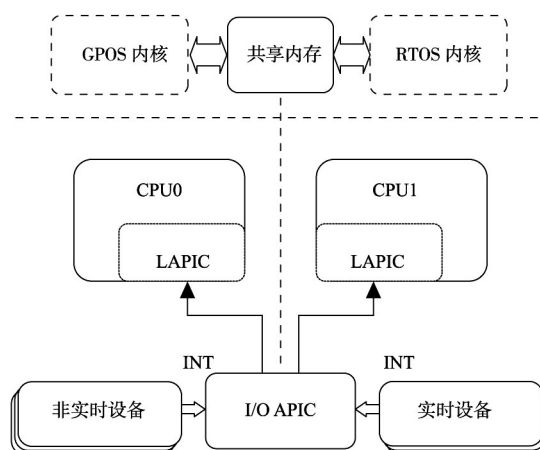 GPOS 内核
共享内存
RTOS 内核
CPU0
CPU1
LAPIC
LAPIC
INT
INT
非实时设备
I/O APIC
实时设备